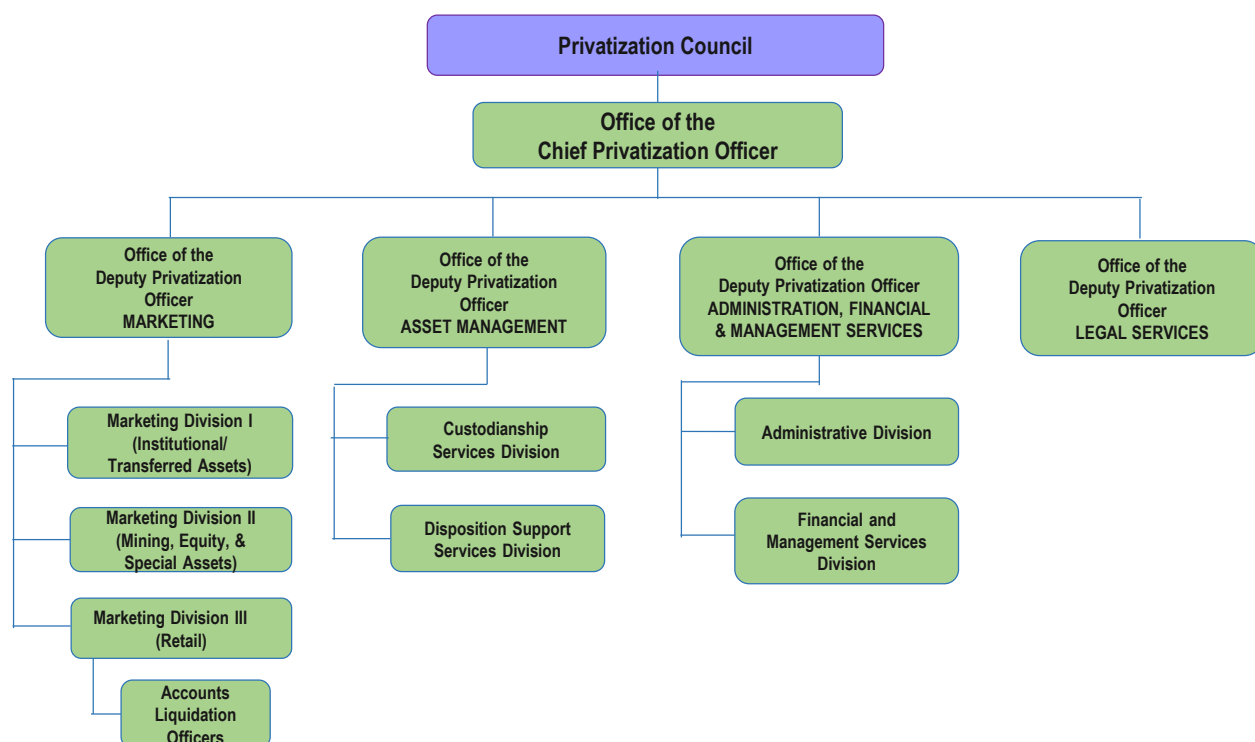 Privatization Council
Office of the
Chief Privatization Officer
Office of the
Deputy Privatization
Officer
MARKETING
Office of the
Deputy Privatization
Officer
ASSET MANAGEMENT
Office of the
Deputy Privatization Officer
ADMINISTRATION, FINANCIAL
& MANAGEMENT SERVICES
Office of the
Deputy Privatization
Officer
LEGAL SERVICES
Marketing Division I
(Institutional/
Transferred Assets)
Marketing Division II
(Mining, Equity, &
Special Assets)
Marketing Division III
(Retail)
Accounts
Liquidation
Officers
Custodianship
Services Division
Disposition Support
Services Division
Administrative Division
Financial and
Management Services
Division